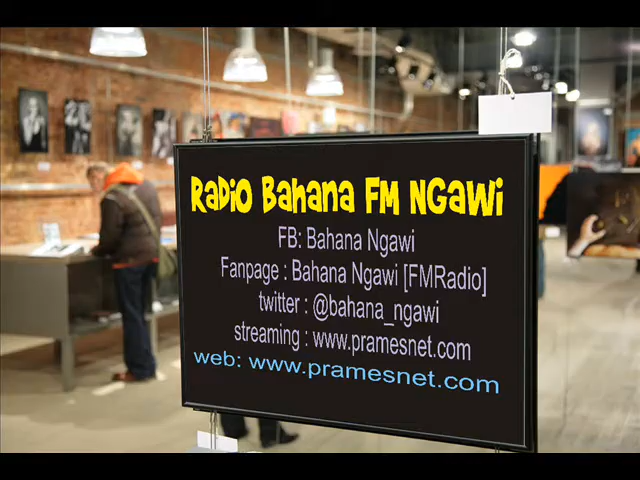 Radio Bahana FM Ngawi
FB: Bahana Ngawi
Fanpage : Bahana Ngawi [FMRadio]
twitter : @bahana_ngawi
streaming : www.pramesnet.com
web: www.pramesnet.com